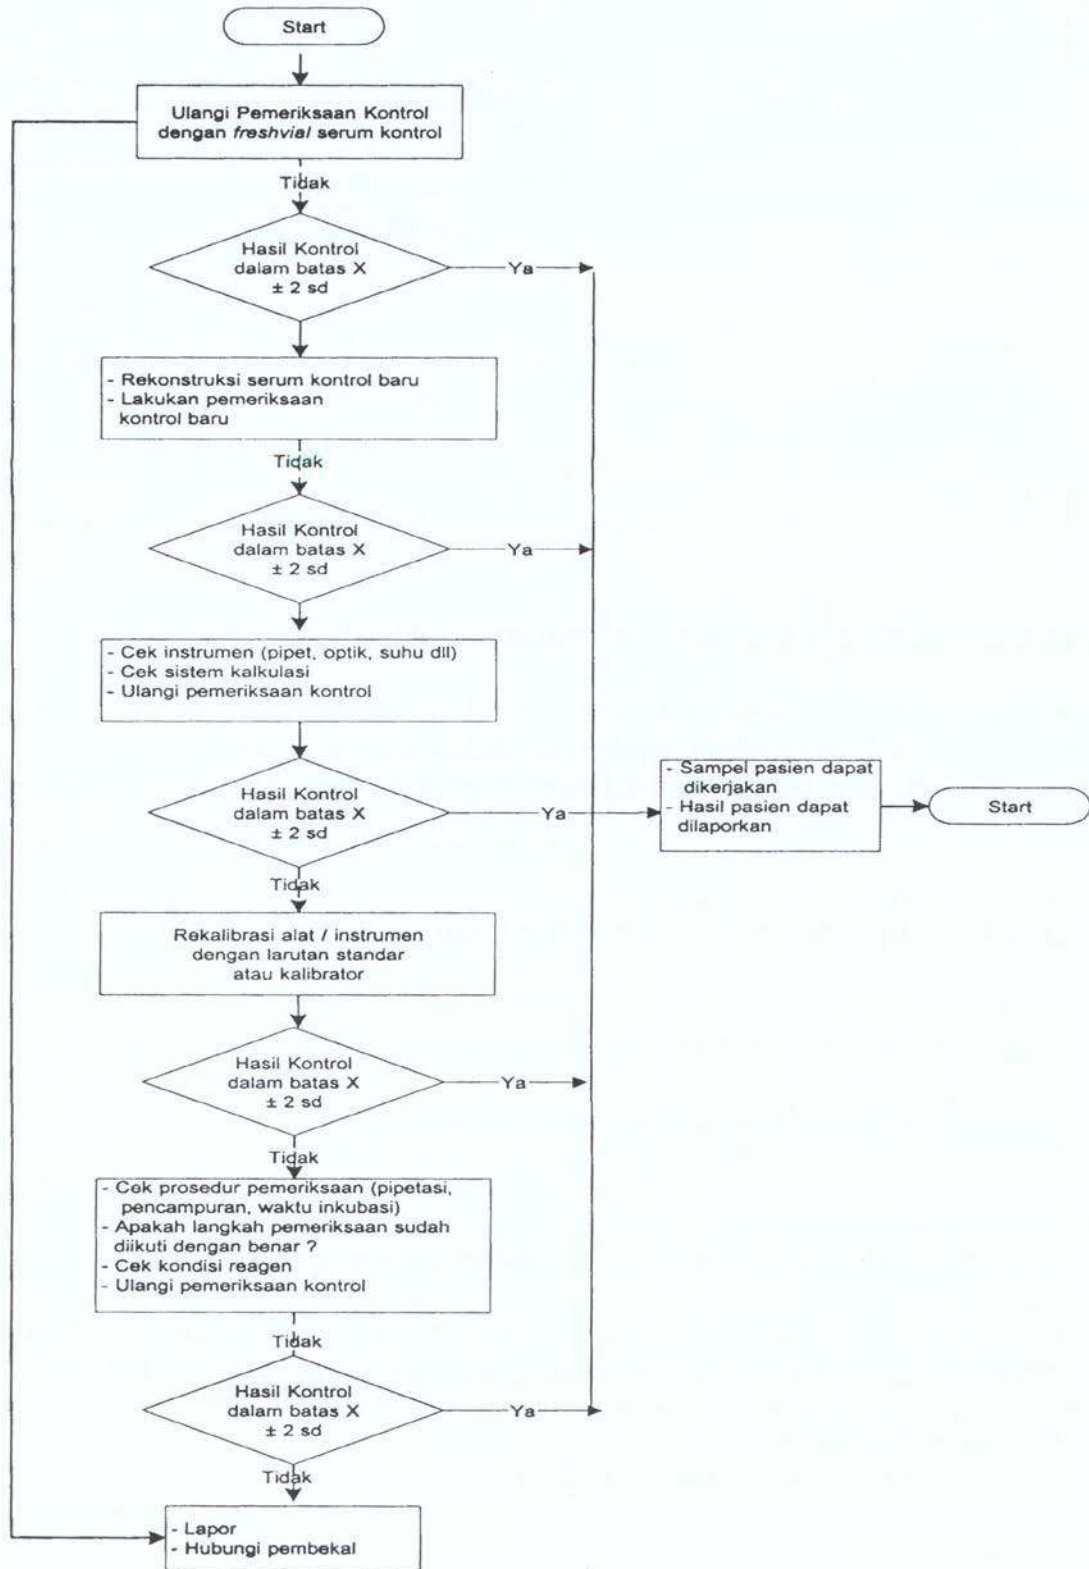 Start
Ulangi Pemeriksaan Kontrol
dengan freshvial serum kontrol
Tidak
Hasil Kontrol
dalam batas X
± 2 sd
Ya
- Rekonstruksi serum kontrol baru
- Lakukan pemeriksaan
kontrol baru
Tidak
Hasil Kontrol
dalam batas X
± 2 sd
Ya
- Cek instrumen (pipet, optik, suhu dll)
- Cek sistem kalkulasi
- Ulangi pemeriksaan kontrol
Hasil Kontrol
dalam batas X
± 2 sd
Ya
- Sampel pasien dapat
dikerjakan
- Hasil pasien dapat
dilaporkan
Start
Tidak
Rekalibrasi alat / instrumen
dengan larutan standar
atau kalibrator
Hasil Kontrol
dalam batas X
± 2 sd
Ya
Tidak
- Cek prosedur pemeriksaan (pipetasi,
pencampuran, waktu inkubasi)
- Apakah langkah pemeriksaan sudah
diikuti dengan benar ?
- Cek kondisi reagen
- Ulangi pemeriksaan kontrol
Tidak
Hasil Kontrol
dalam batas X
± 2 sd
Ya
Tidak
- Lapor
- Hubungi pembekal